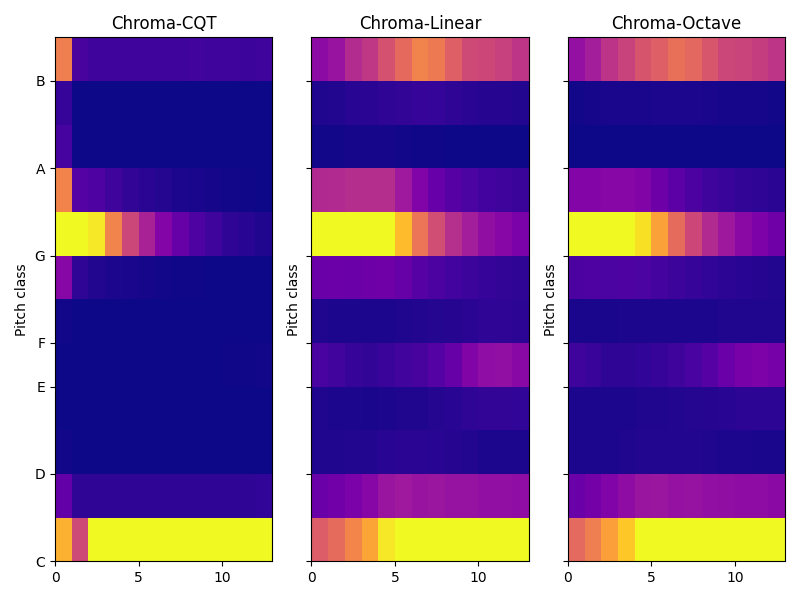 Chroma-CQT
Chroma-Linear
Chroma-Octave
B
A
G
F
E
D
C
Pitch class
Pitch class
Pitch class
0 5 10
0 5 10
0 5 10